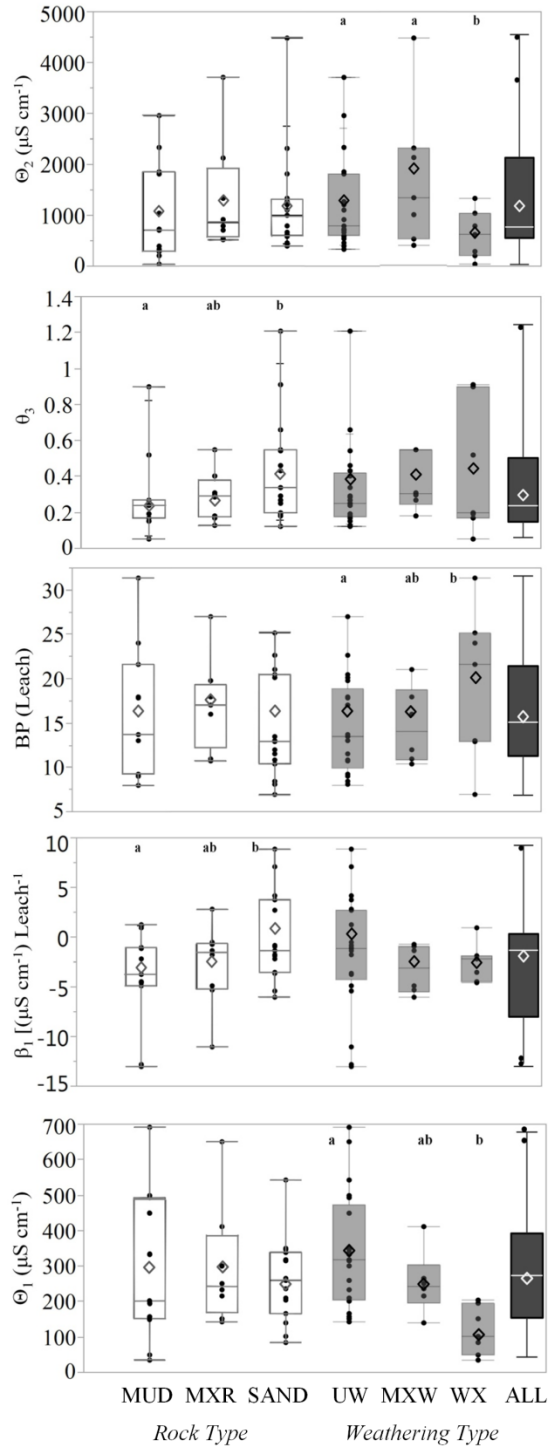 Θ2 (µS cm-1)
5000
4000
3000
2000
1000
0
a a b
θ3
1.4
1.2
1
0.8
0.6
0.4
0.2
0
a ab b
BP (Leach)
30
25
20
15
10
5
a ab b
β1 [(µS cm-1) Leach-1
10
5
0
-5
-10
-15
a ab b
Θ1 (µS cm-1)
700
600
500
400
300
200
100
0
a ab b
MUD MXR SAND UW MXW WX ALL
Rock Type Weathering Type